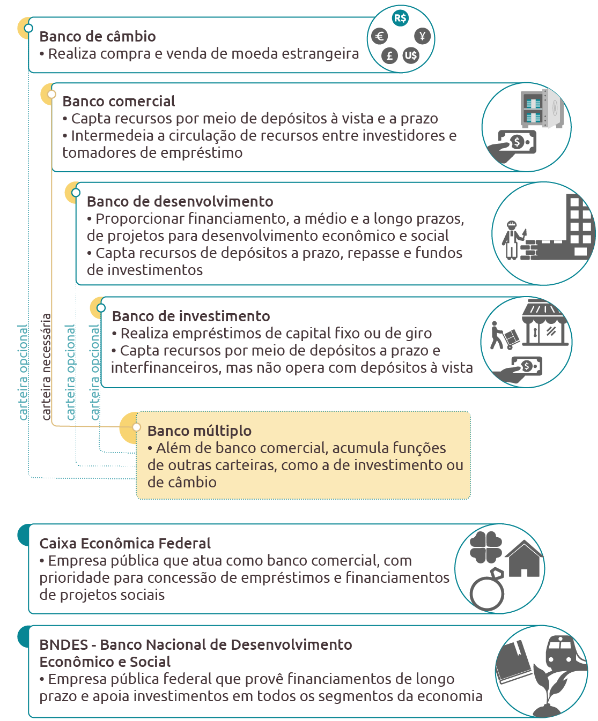 R$
€
¥
£
U$
Banco de câmbio
• Realiza compra e venda de moeda estrangeira
Banco comercial
• Capta recursos por meio de depósitos à vista e a prazo
• Intermedeia a circulação de recursos entre investidores e
tomadores de empréstimo
$
Banco de desenvolvimento
• Proporcionar financiamento, a médio e a longo prazos,
de projetos para desenvolvimento econômico e social
• Capta recursos de depósitos a prazo, repasse e fundos
de investimentos
Banco de investimento
• Realiza empréstimos de capital fixo ou de giro
• Capta recursos por meio de depósitos a prazo e
interfinanceiros, mas não opera com depósitos à vista
$
carteira opcional
carteira necessária
carteira opcional
carteira opcional
Banco múltiplo
• Além de banco comercial, acumula funções
de outras carteiras, como a de investimento ou
de câmbio
Caixa Econômica Federal
• Empresa pública que atua como banco comercial, com
prioridade para concessão de empréstimos e financiamentos
de projetos sociais
BNDES - Banco Nacional de Desenvolvimento
Econômico e Social
• Empresa pública federal que provê financiamentos de longo
prazo e apoia investimentos em todos os segmentos da economia